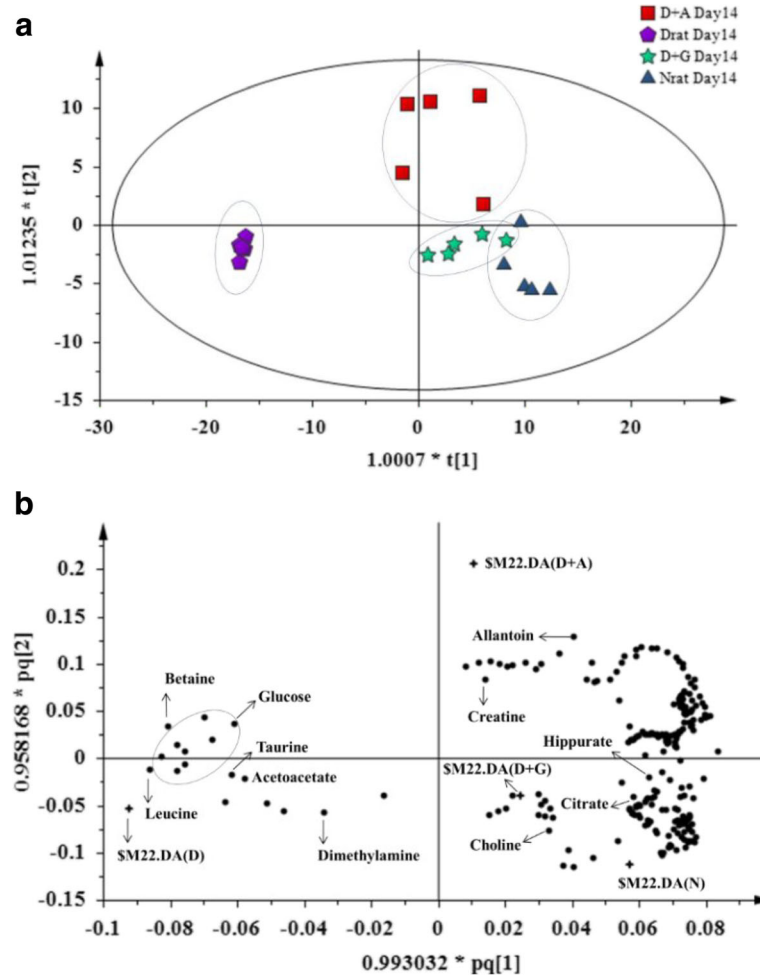 a
D+A Day14
Drat Day14
D+G Day14
Nrat Day14
10
5
0
-5
-10
-15
1.01235 * t[2]
-30 -20 -10 0 10 20
1.0007 * t[1]
b
0.2
0.15
0.1
0.05
0
-0.05
-0.1
-0.15
0.958168 * pq[2]
$M22.DA(D+A)
Allantoin
Betaine
Glucose
Creatine
Hippurate
Taurine
$M22.DA(D+G)
Acetoacetate
Leucine
Citrate
Choline
$M22.DA(D)
Dimethylamine
$M22.DA(N)
-0.1 -0.08 -0.06 -0.04 -0.02 0 0.02 0.04 0.06 0.08
0.993032 * pq[1]